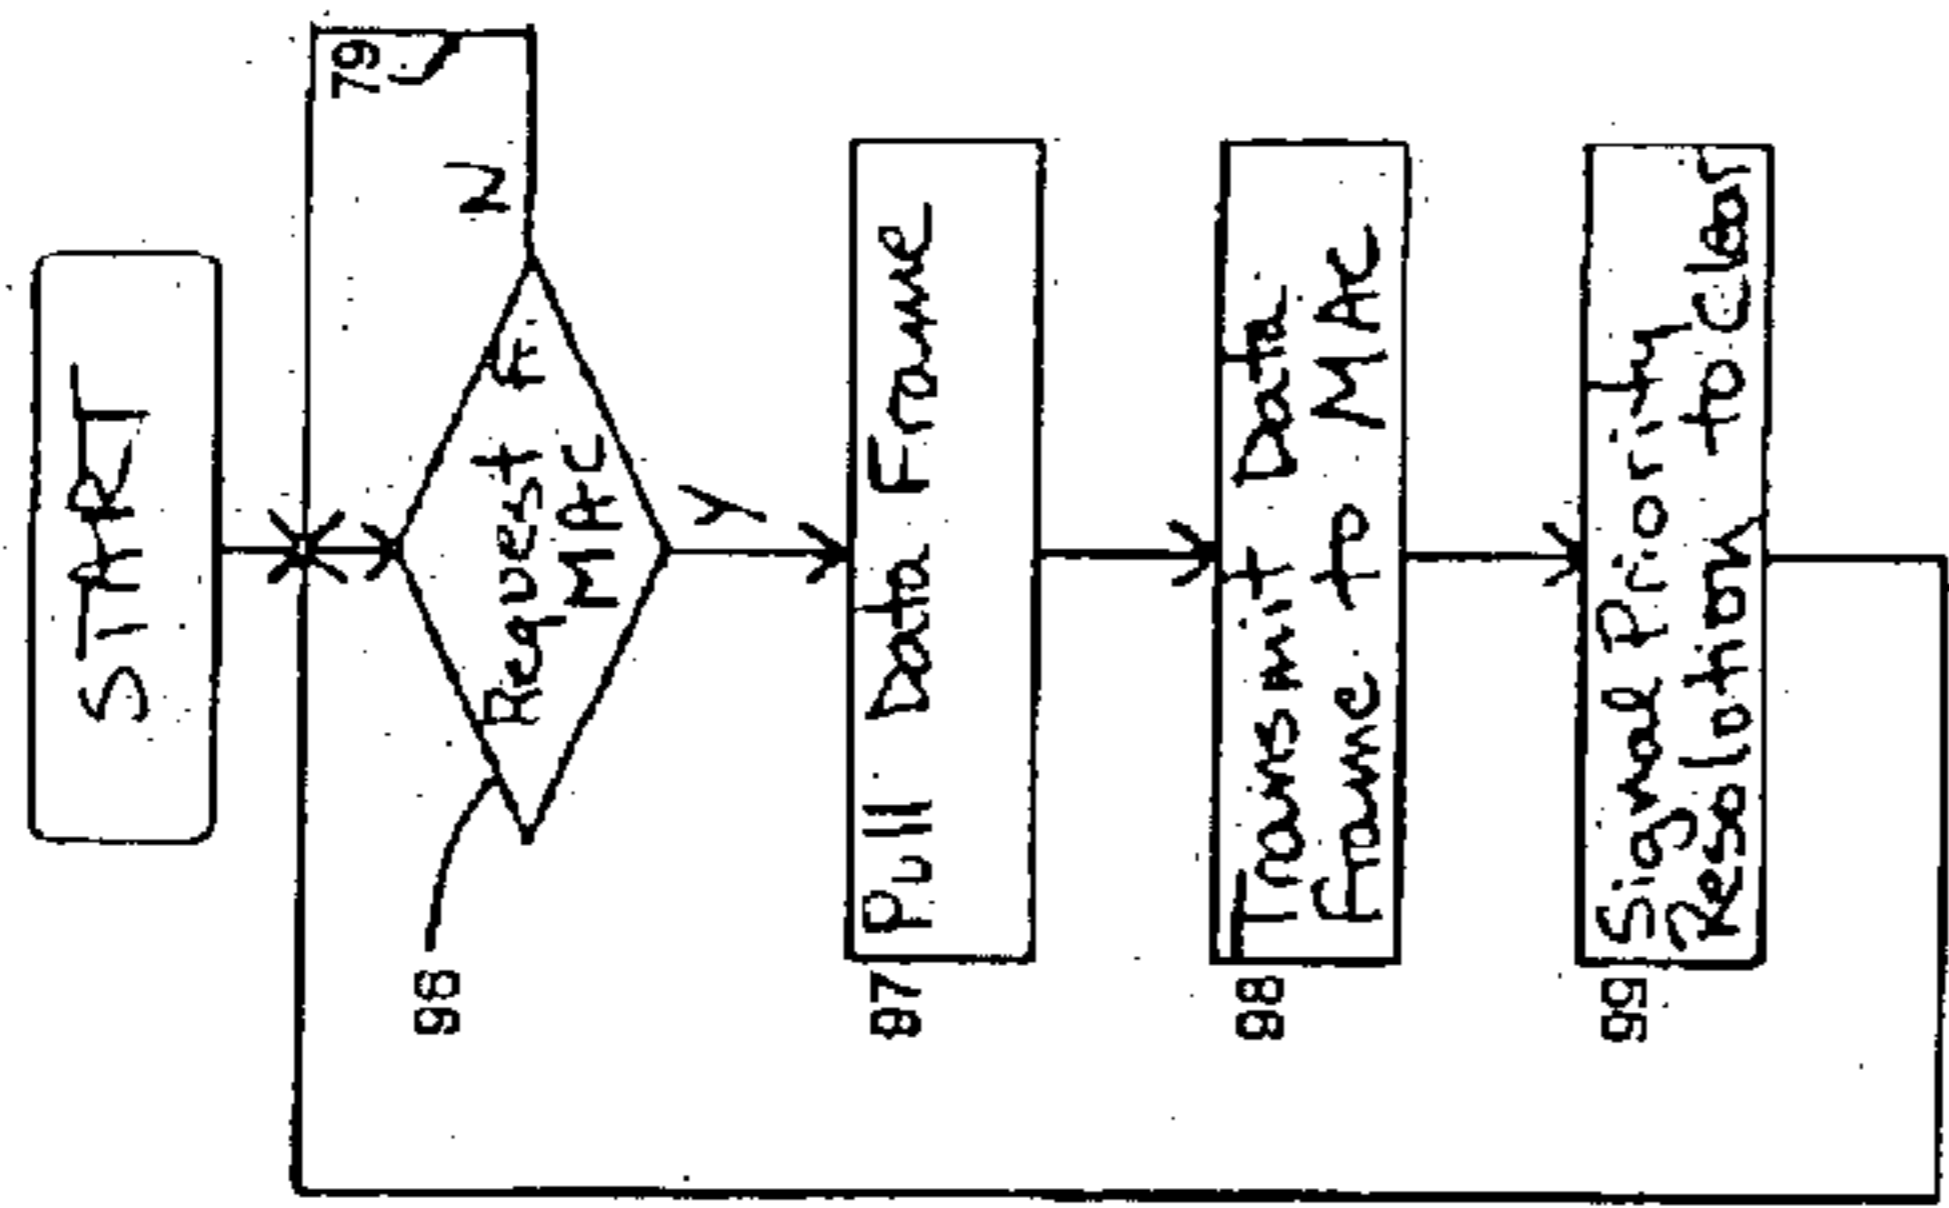 START
79
N
Request fr.
MAC
98
Y
97
Pull Data Frame
98
Transmit Data
frame to MAC
99
Signal Priority
Resolution to Clear